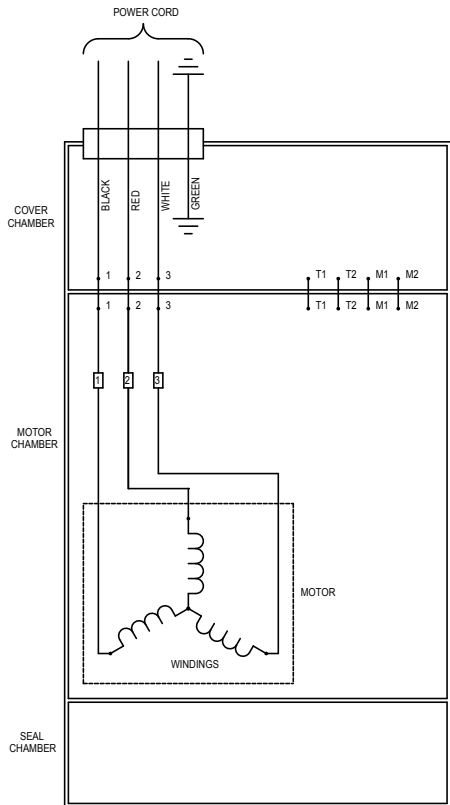 POWER CORD
BLACK
RED
WHITE
GREEN
COVER
CHAMBER
1 2 3 T1 T2 M1 M2
1 2 3 T1 T2 M1 M2
1 2 3
MOTOR
CHAMBER
MOTOR
WINDINGS
SEAL
CHAMBER